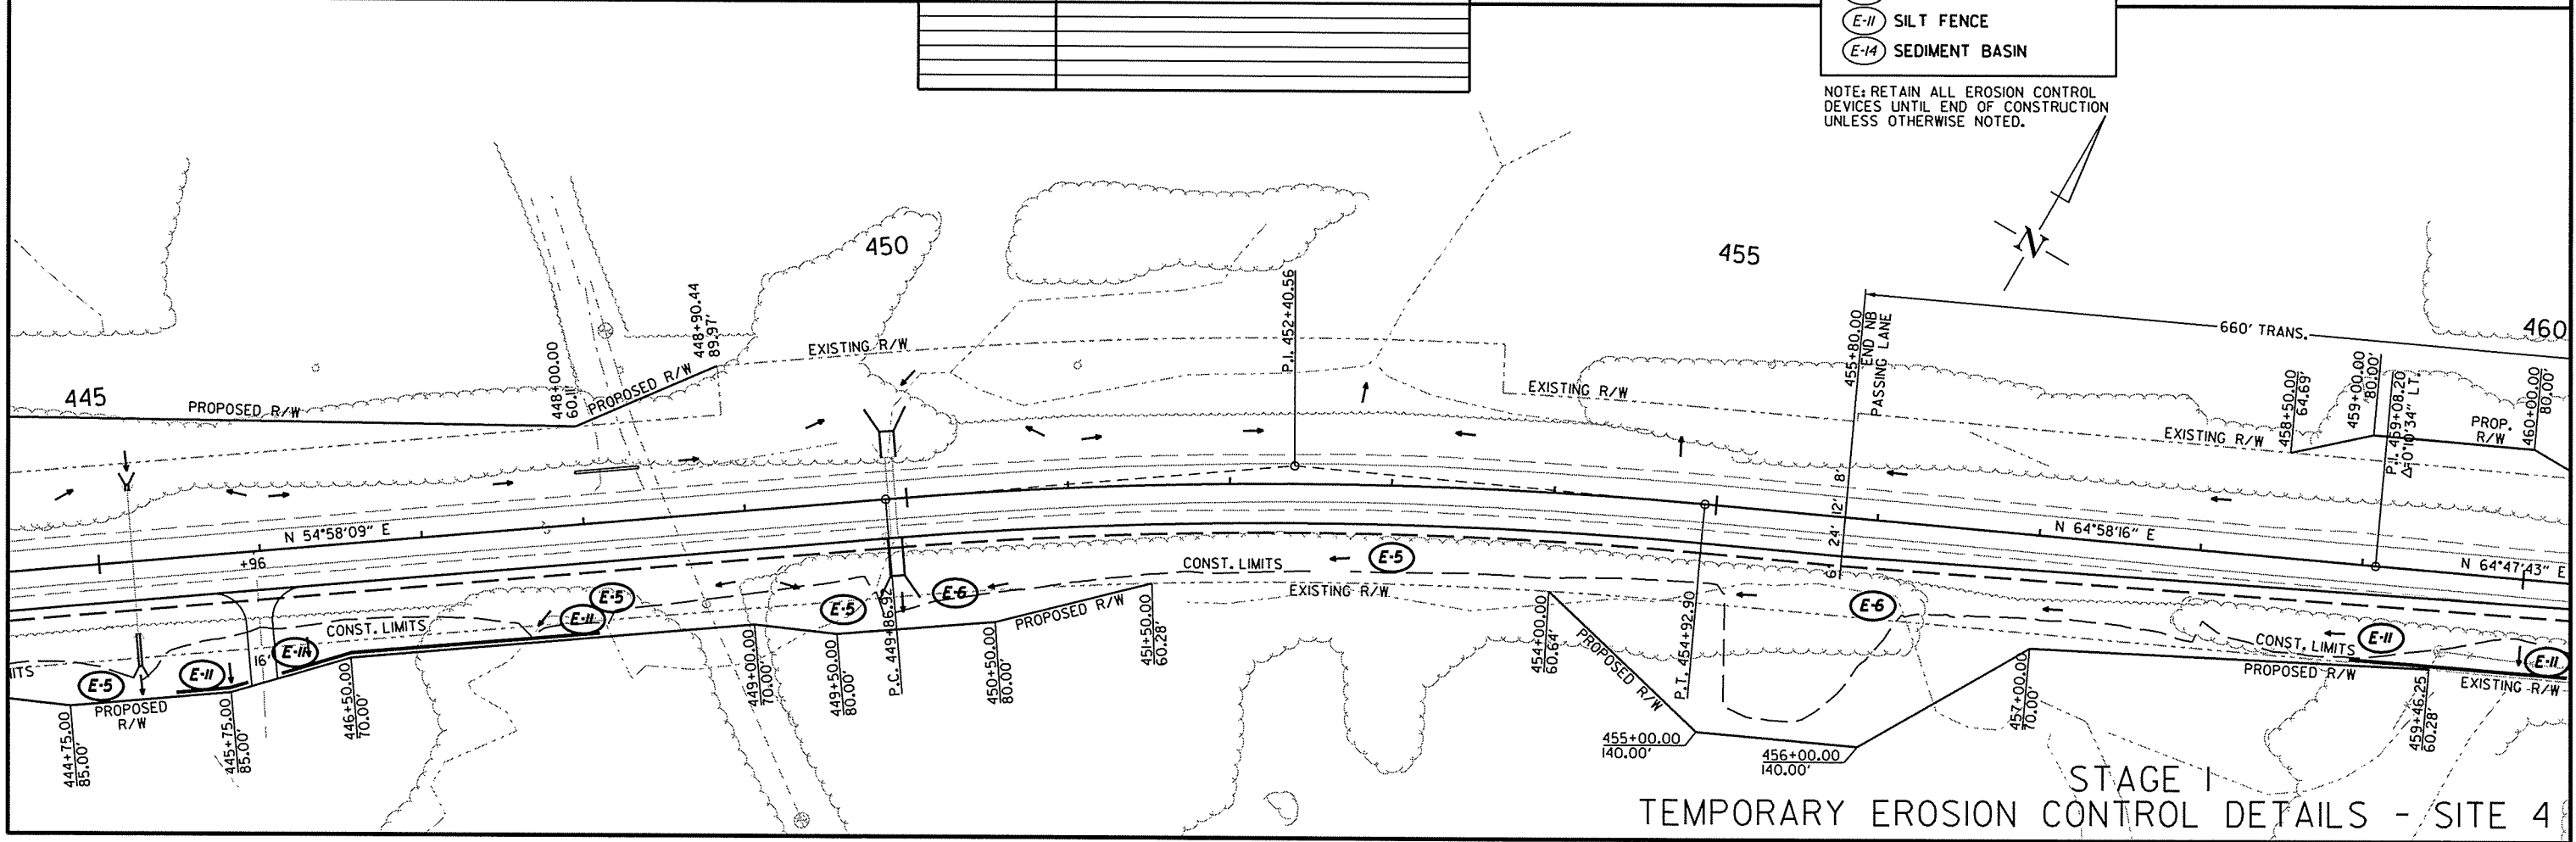 E-11 SILT FENCE
E-14 SEDIMENT BASIN
NOTE: RETAIN ALL EROSION CONTROL
DEVICES UNTIL END OF CONSTRUCTION
UNLESS OTHERWISE NOTED.
N
445
450
455
460
660' TRANS.
455+80.00
END NB
PASSING LANE
P.I. 452+40.56
448+00.00
448+90.44
89.97'
PROPOSED R/W
PROPOSED R/W
EXISTING R/W
EXISTING R/W
EXISTING R/W
458+50.00
64.69'
459+00.00
80.00'
P.I. 459+08.20
Δ=0°10'34" LT.
PROP.
R/W
460+00.00
80.00'
8'
12'
24'
6'
N 54°58'09" E
+96
N 64°58'16" E
N 64°47'43" E
E-5
E-11
E-11
E-11
E-5
E-5
E-6
E-5
E-6
E-11
E-11
16'
CONST. LIMITS
CONST. LIMITS
CONST. LIMITS
EXISTING R/W
PROPOSED R/W
PROPOSED
R/W
PROPOSED R/W
PROPOSED R/W
EXISTING R/W
444+75.00
85.00'
445+75.00
85.00'
446+50.00
70.00'
449+00.00
70.00'
449+50.00
80.00'
P.C. 449+86.92
450+50.00
80.00'
451+50.00
60.28'
454+00.00
60.64'
P.T. 454+92.90
455+00.00
140.00'
456+00.00
140.00'
457+00.00
70.00'
459+46.25
60.28'
STAGE 1
TEMPORARY EROSION CONTROL DETAILS - SITE 4